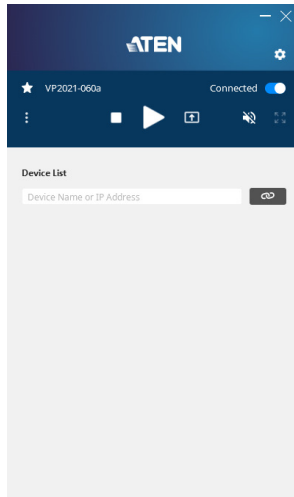 ATEN
VP2021-060a
Connected
Device List
Device Name or IP Address